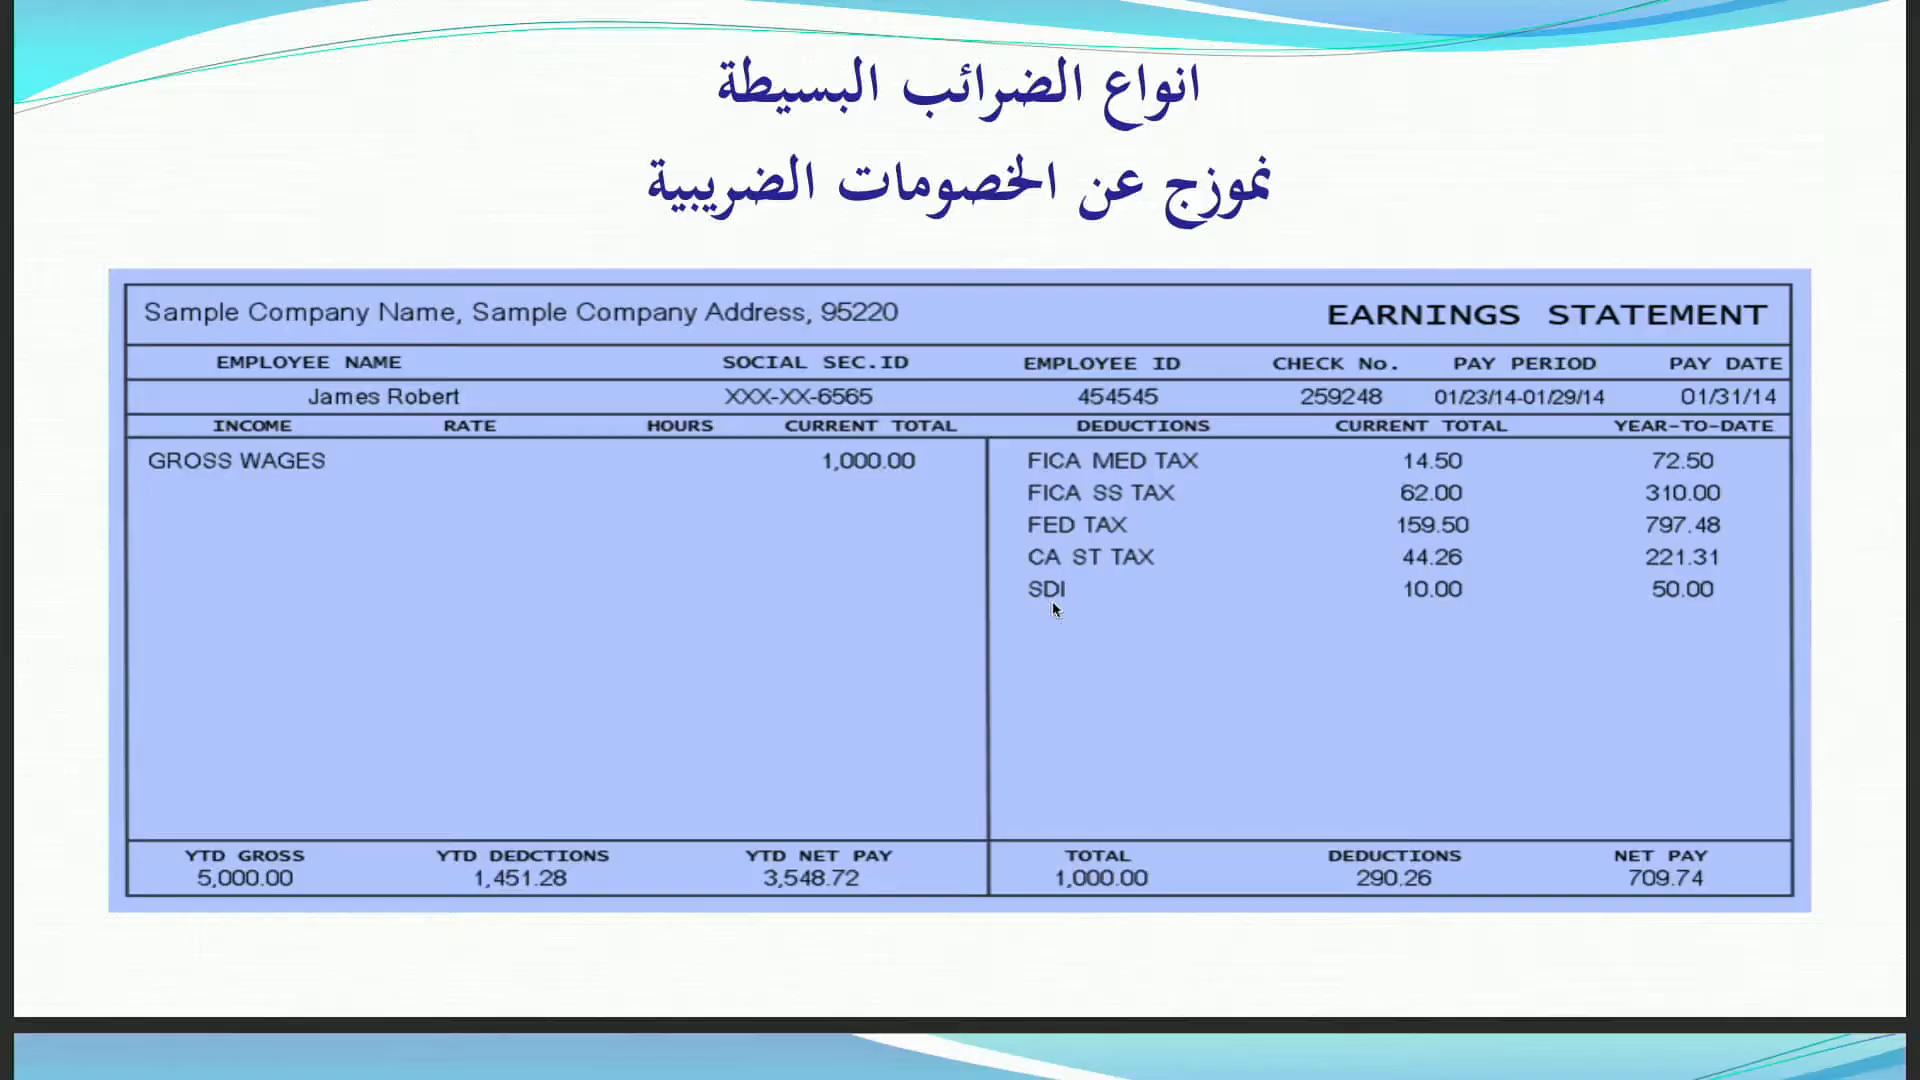 انواع الضرائب البسيطة
نموزج عن الخصومات الضريبية
Sample Company Name, Sample Company Address, 95220 EARNINGS STATEMENT
EMPLOYEE NAME SOCIAL SEC.ID EMPLOYEE ID CHECK No. PAY PERIOD PAY DATE
James Robert XXX-XX-6565 454545 259248 01/23/14-01/29/14 01/31/14
INCOME RATE HOURS CURRENT TOTAL DEDUCTIONS CURRENT TOTAL YEAR-TO-DATE
GROSS WAGES 1,000.00 FICA MED TAX 14.50 72.50
FICA SS TAX 62.00 310.00
FED TAX 159.50 797.48
CA ST TAX 44.26 221.31
SDI 10.00 50.00
YTD GROSS YTD DEDCTIONS YTD NET PAY TOTAL DEDUCTIONS NET PAY
5,000.00 1,451.28 3,548.72 1,000.00 290.26 709.74